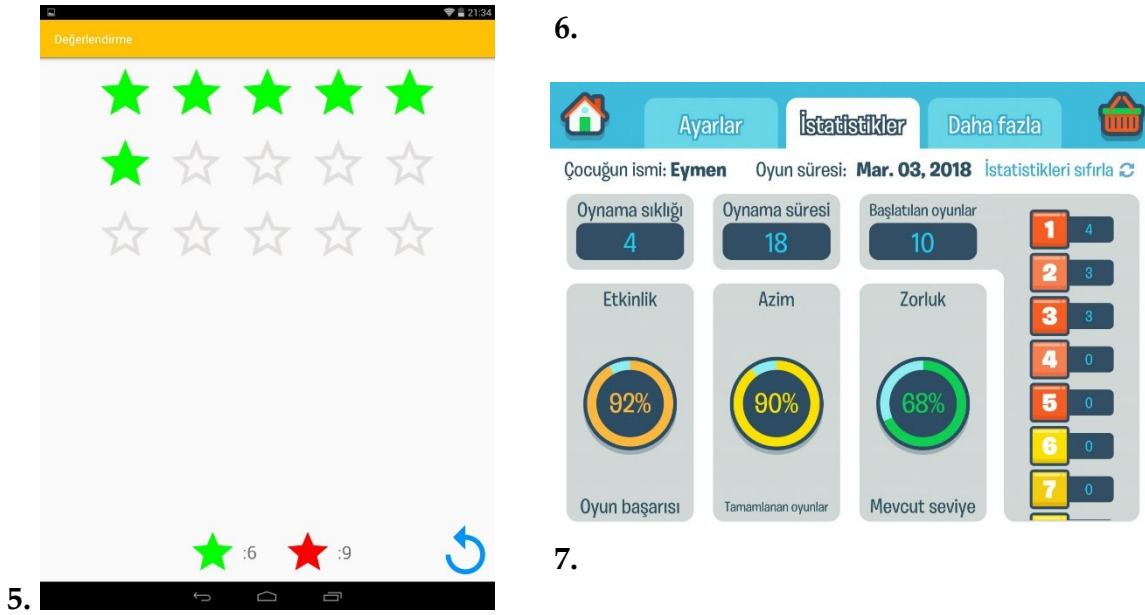 21:34
Değerlendirme
:6 :9
5.
6.
Ayarlar İstatistikler Daha fazla
Çocuğun ismi: Eymen Oyun süresi: Mar. 03, 2018 İstatistikleri sıfırla
Oynama sıklığı Oynama süresi Başlatılan oyunlar
4 18 10
1 4
2 3
3 3
4 0
5 0
6 0
7 0
Etkinlik Azim Zorluk
92% 90% 68%
Oyun başarısı Tamamlanan oyunlar Mevcut seviye
7.